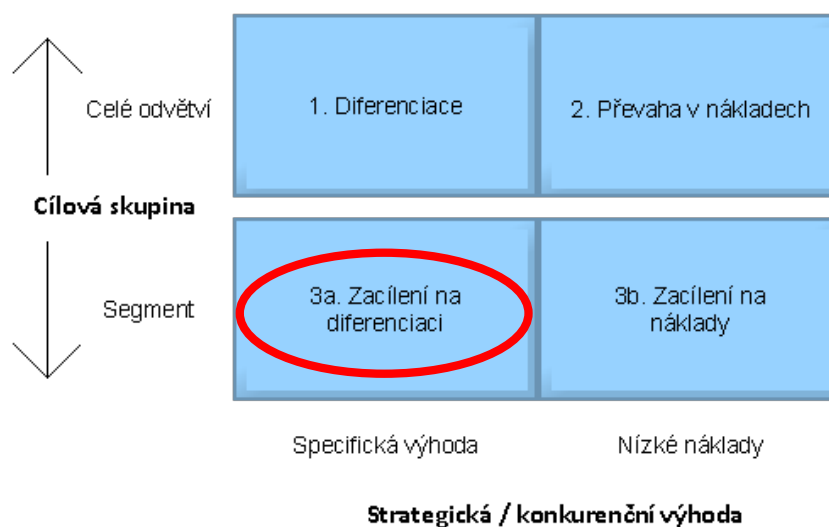 Celé odvětví
1. Diferenciace
2. Převaha v nákladech
Cílová skupina
Segment
3a. Zacílení na
diferenciaci
3b. Zacílení na
náklady
Specifická výhoda
Nízké náklady
Strategická / konkurenční výhoda